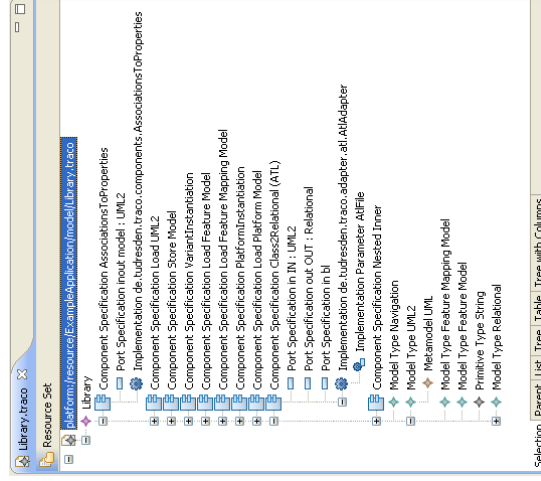 Library.traco
Resource Set
platform:/resource/ExampleApplication/model/Library.traco
Library
Component Specification AssociationsToProperties
Port Specification inout model : UML2
Implementation de.tudresden.traco.components.AssociationsToProperties
Component Specification Load UML2
Component Specification Store Model
Component Specification VariantInstantiation
Component Specification Load Feature Model
Component Specification Load Feature Mapping Model
Component Specification PlatformInstantiation
Component Specification Load Platform Model
Component Specification Class2Relational (ATL)
Port Specification in IN : UML2
Port Specification out OUT : Relational
Port Specification in bl
Implementation de.tudresden.traco.adapter.atl.AtlAdapter
Implementation Parameter AtlFile
Component Specification Nested Inner
Model Type Navigation
Model Type UML2
Metamodel UML
Model Type Feature Mapping Model
Model Type Feature Model
Primitive Type String
Model Type Relational
Selection Parent List Tree Table Tree with Columns